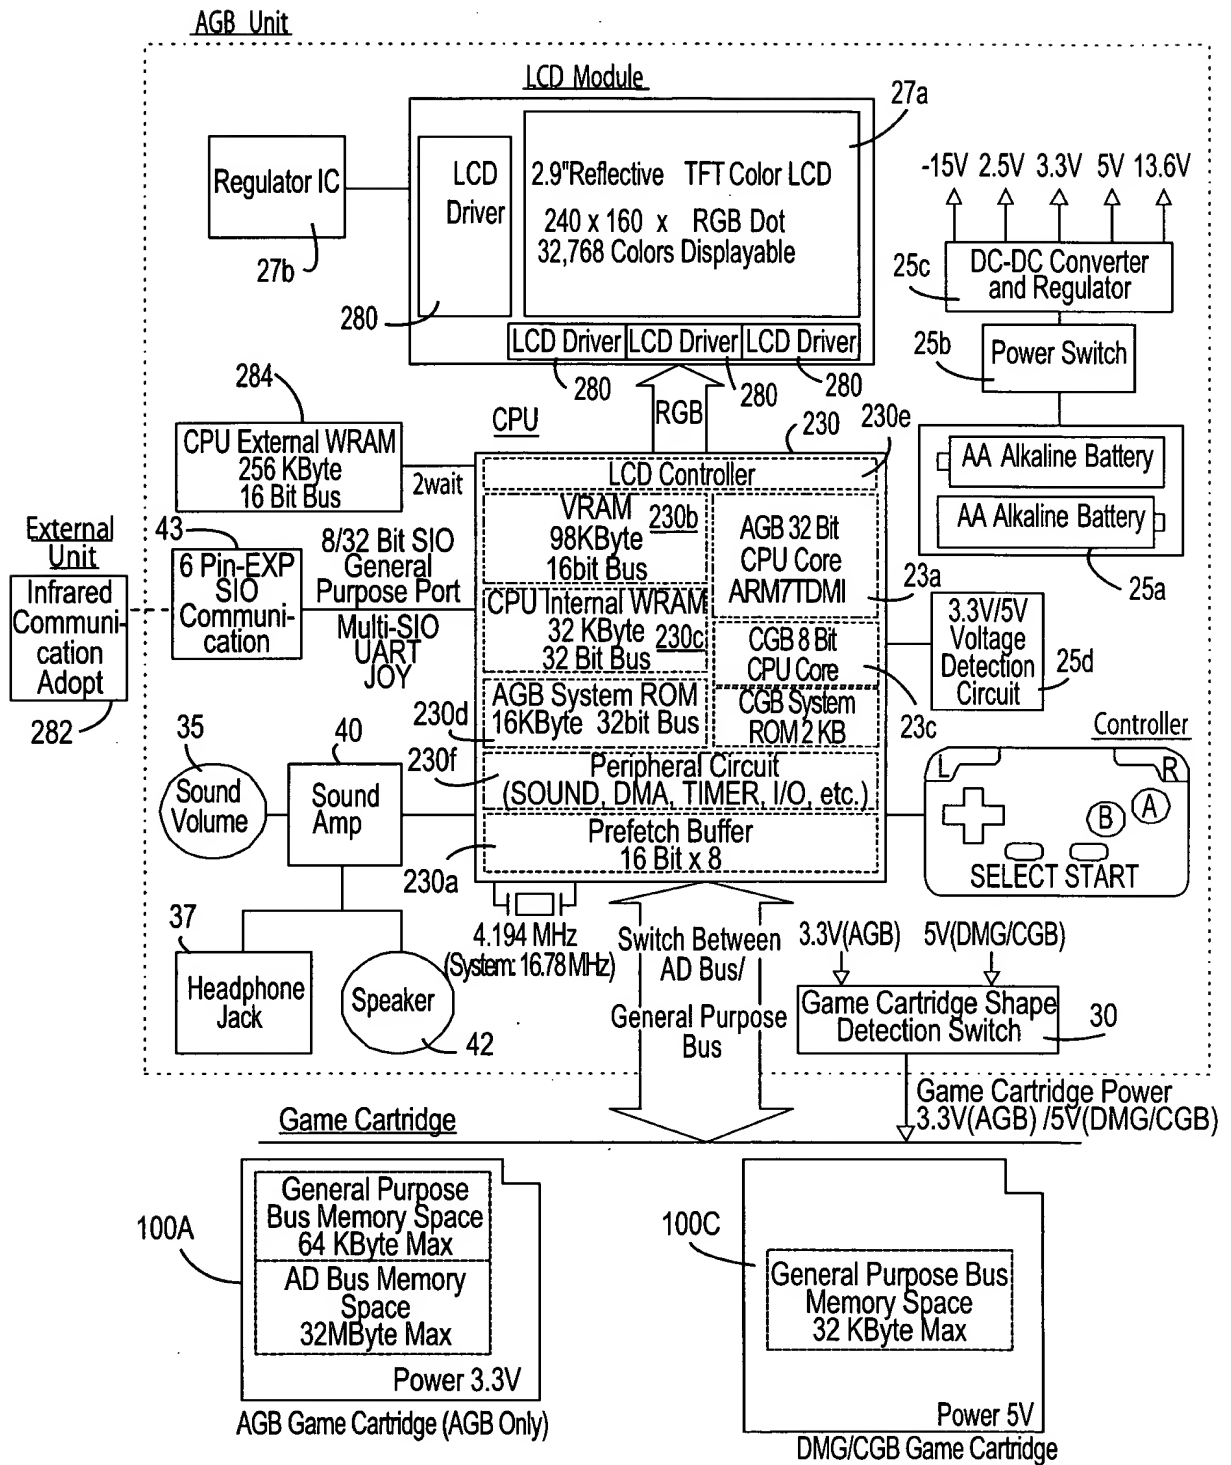 AGB Unit
LCD Module
27a
Regulator IC
27b
LCD
Driver
2.9"Reflective TFT Color LCD
240 x 160 x RGB Dot
32,768 Colors Displayable
280
LCD Driver
LCD Driver
LCD Driver
280
280
280
-15V 2.5V 3.3V 5V 13.6V
25c
DC-DC Converter
and Regulator
25b
Power Switch
AA Alkaline Battery
AA Alkaline Battery
25a
284
CPU External WRAM
256 KByte
16 Bit Bus
2wait
CPU
RGB
230
230e
LCD Controller
VRAM
98KByte
16bit Bus
230b
AGB 32 Bit
CPU Core
ARM7TDMI
23a
External
Unit
Infrared
Communi-
cation
Adopt
282
43
6 Pin-EXP
SIO
Communi-
cation
8/32 Bit SIO
General
Purpose Port
Multi-SIO
UART
JOY
CPU Internal WRAM
32 KByte
32 Bit Bus
230c
CGB 8 Bit
CPU Core
23c
3.3V/5V
Voltage
Detection
Circuit
25d
AGB System ROM
16KByte 32bit Bus
230d
CGB System
ROM 2 KB
230f
Peripheral Circuit
(SOUND, DMA, TIMER, I/O, etc.)
Prefetch Buffer
16 Bit x 8
230a
Controller
L
R
B
A
SELECT START
35
Sound
Volume
40
Sound
Amp
37
Headphone
Jack
Speaker
42
4.194 MHz
(System: 16.78 MHz)
Switch Between
AD Bus/
General Purpose
Bus
3.3V(AGB)
5V(DMG/CGB)
Game Cartridge Shape
Detection Switch
30
Game Cartridge Power
3.3V(AGB) /5V(DMG/CGB)
Game Cartridge
100A
General Purpose
Bus Memory Space
64 KByte Max
AD Bus Memory
Space
32MByte Max
Power 3.3V
AGB Game Cartridge (AGB Only)
100C
General Purpose Bus
Memory Space
32 KByte Max
Power 5V
DMG/CGB Game Cartridge